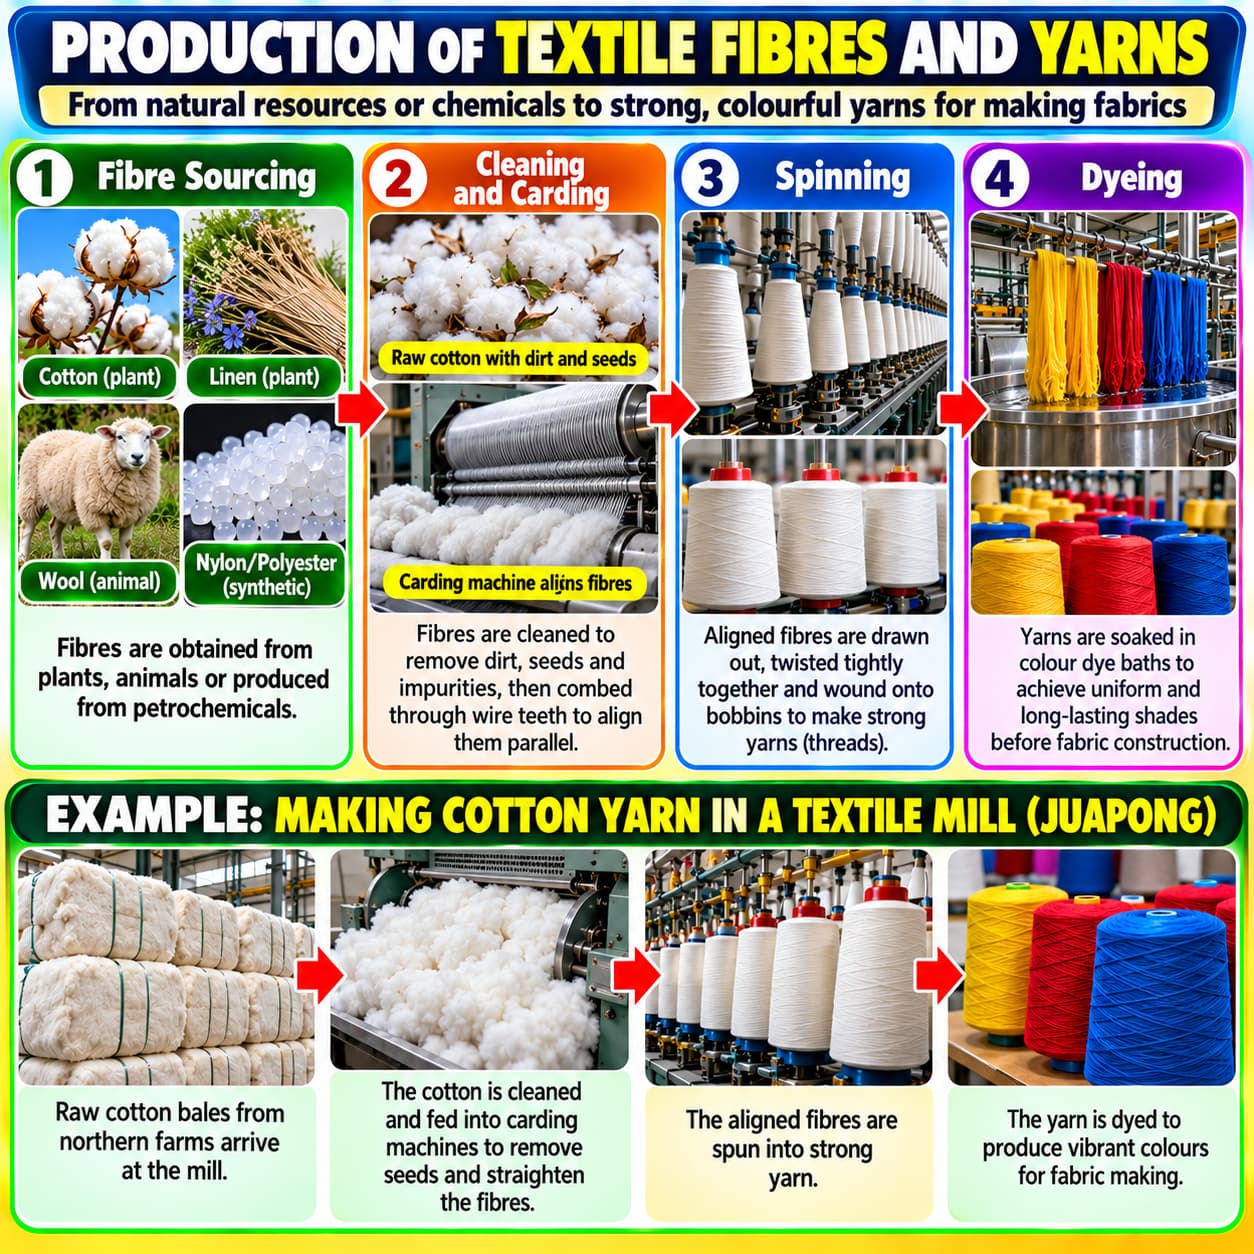 PRODUCTION OF TEXTILE FIBRES AND YARNS
From natural resources or chemicals to strong, colourful yarns for making fabrics
1 Fibre Sourcing
Cotton (plant)
Linen (plant)
Wool (animal)
Nylon/Polyester
(synthetic)
Fibres are obtained from
plants, animals or produced
from petrochemicals.
2 Cleaning
and Carding
Raw cotton with dirt and seeds
Carding machine aligns fibres
Fibres are cleaned to
remove dirt, seeds and
impurities, then combed
through wire teeth to align
them parallel.
3 Spinning
Aligned fibres are drawn
out, twisted tightly
together and wound onto
bobbins to make strong
yarns (threads).
4 Dyeing
Yarns are soaked in
colour dye baths to
achieve uniform and
long-lasting shades
before fabric construction.
EXAMPLE: MAKING COTTON YARN IN A TEXTILE MILL (JUAPONG)
Raw cotton bales from
northern farms arrive
at the mill.
The cotton is cleaned
and fed into carding
machines to remove
seeds and straighten
the fibres.
The aligned fibres are
spun into strong
yarn.
The yarn is dyed to
produce vibrant colours
for fabric making.